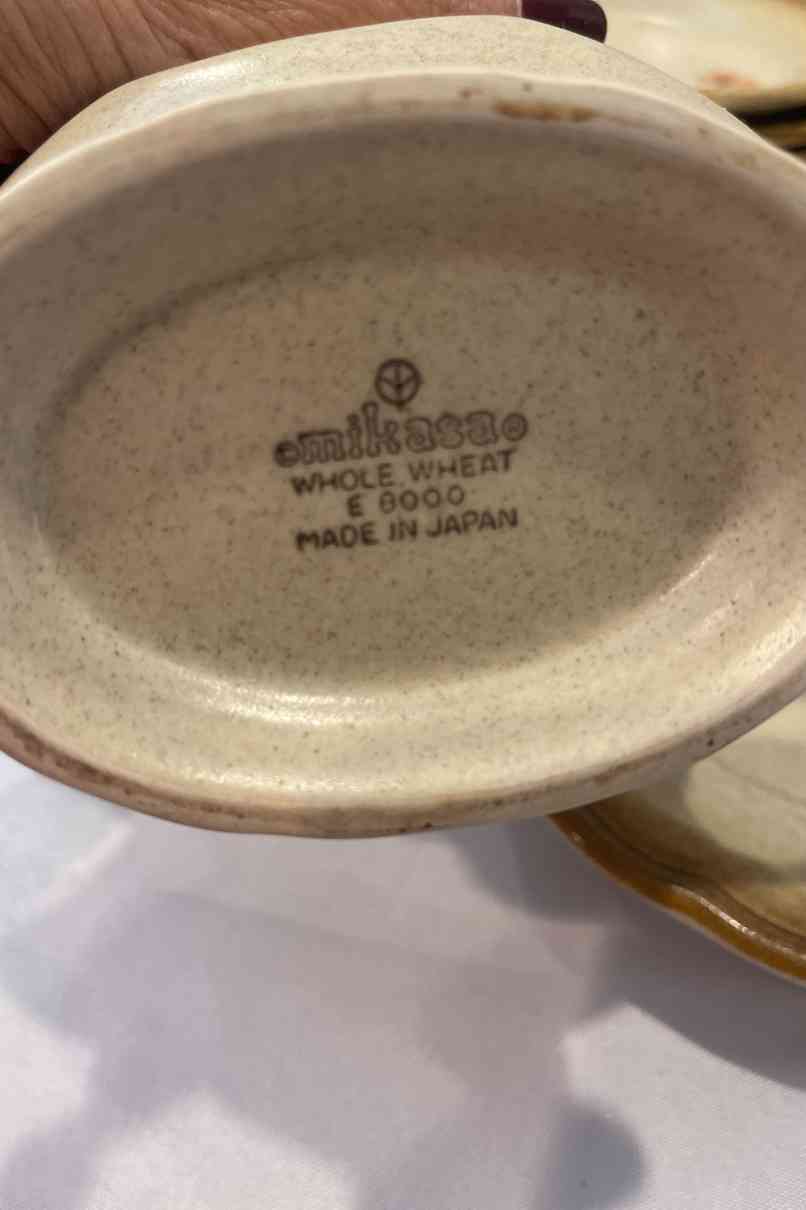 mikasa
WHOLE WHEAT
E 8000
MADE IN JAPAN